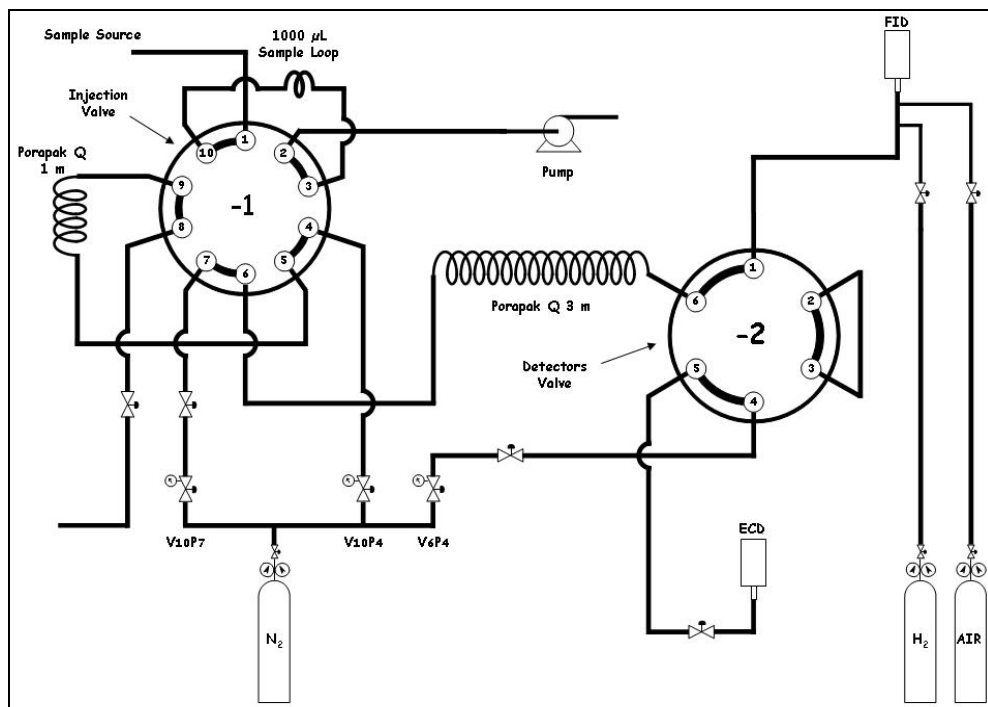 Sample Source
1000 µL
Sample Loop
FID
Injection
Valve
Porapak Q
1 m
10
1
2
3
9
8
4
7
6
5
-1
Pump
Porapak Q 3 m
Detectors
Valve
1
6
2
-2
5
3
4
V10P7
V10P4
V6P4
ECD
N₂
H₂
AIR